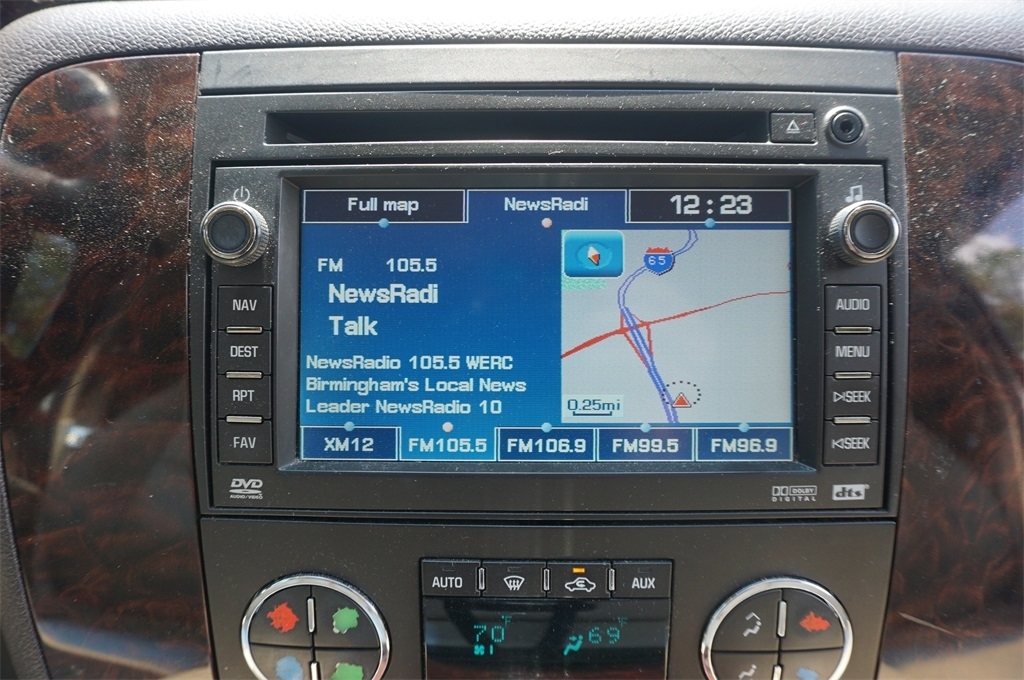 Full map NewsRadi 12:23
FM 105.5
NewsRadi
Talk
NewsRadio 105.5 WERC
Birmingham's Local News
Leader NewsRadio 10
65
0.25mi
XM12 FM105.5 FM106.9 FM99.5 FM96.9
NAV
DEST
RPT
FAV
AUDIO
MENU
SEEK
SEEK
DVD
AUDIO/VIDEO
DOLBY
DIGITAL
dts
AUTO AUX
70°F 69°F